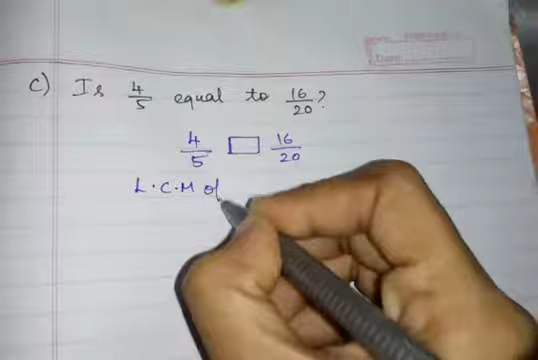 c) Is 4/5 equal to 16/20?
4/5 □ 16/20
L.C.M of